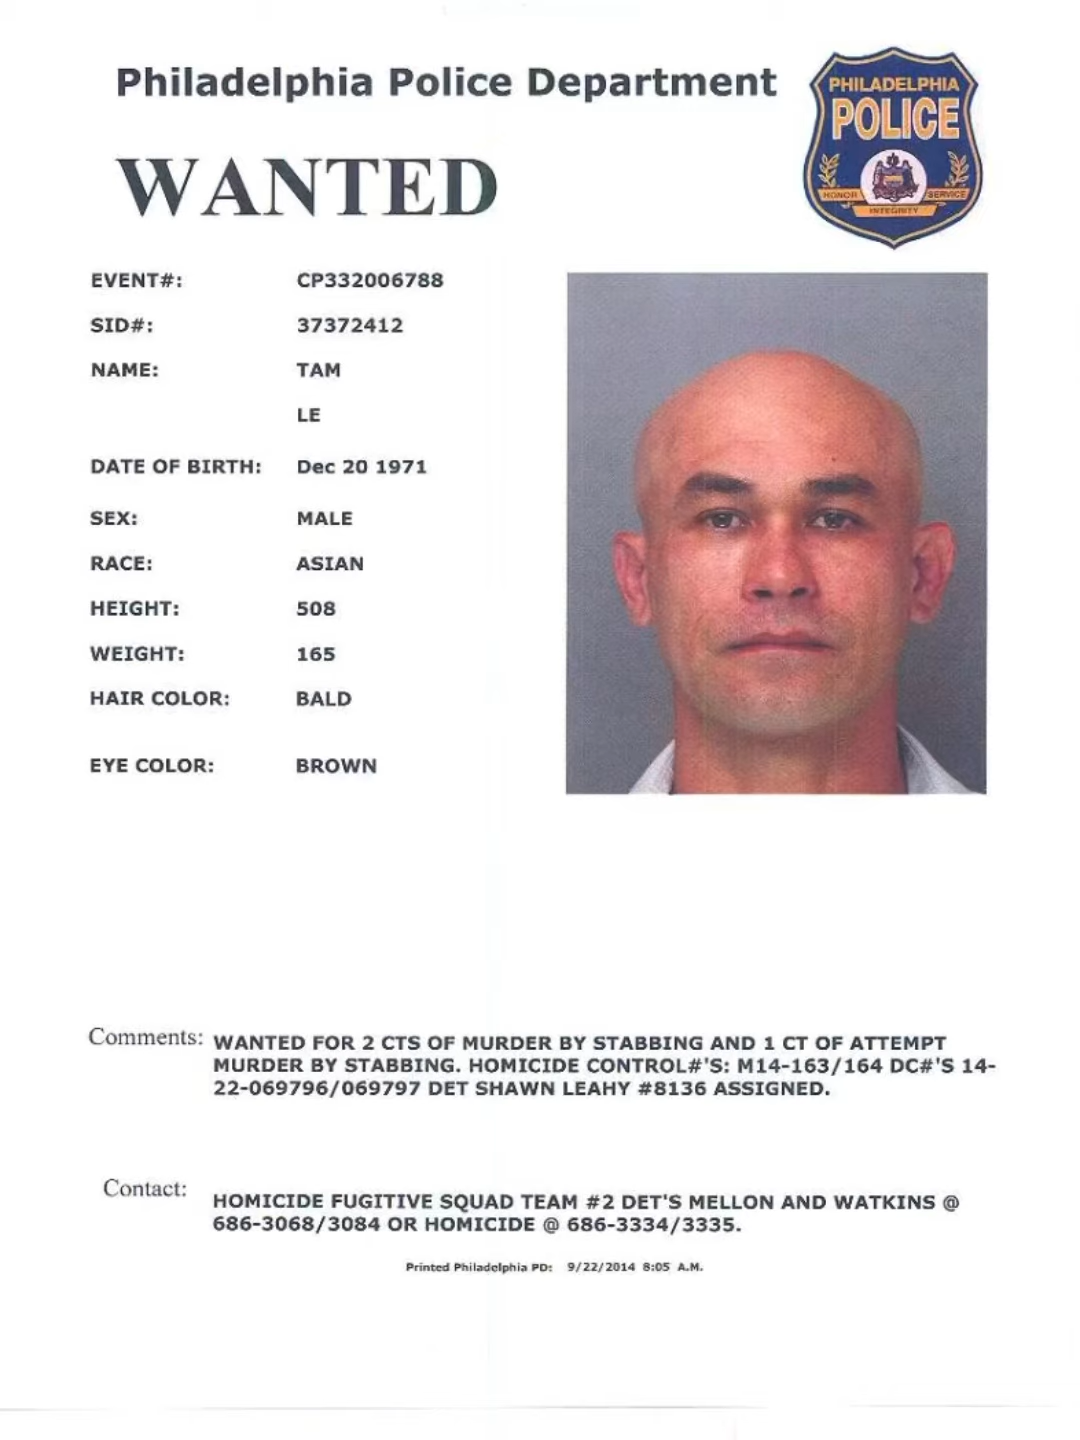 Philadelphia Police Department
PHILADELPHIA
POLICE
HONOR
SERVICE
INTEGRITY
WANTED
EVENT#: CP332006788
SID#: 37372412
NAME: TAM
LE
DATE OF BIRTH: Dec 20 1971
SEX: MALE
RACE: ASIAN
HEIGHT: 508
WEIGHT: 165
HAIR COLOR: BALD
EYE COLOR: BROWN
Comments: WANTED FOR 2 CTS OF MURDER BY STABBING AND 1 CT OF ATTEMPT
MURDER BY STABBING. HOMICIDE CONTROL#'S: M14-163/164 DC#'S 14-
22-069796/069797 DET SHAWN LEAHY #8136 ASSIGNED.
Contact: HOMICIDE FUGITIVE SQUAD TEAM #2 DET'S MELLON AND WATKINS @
686-3068/3084 OR HOMICIDE @ 686-3334/3335.
Printed Philadelphia PD: 9/22/2014 8:05 A.M.